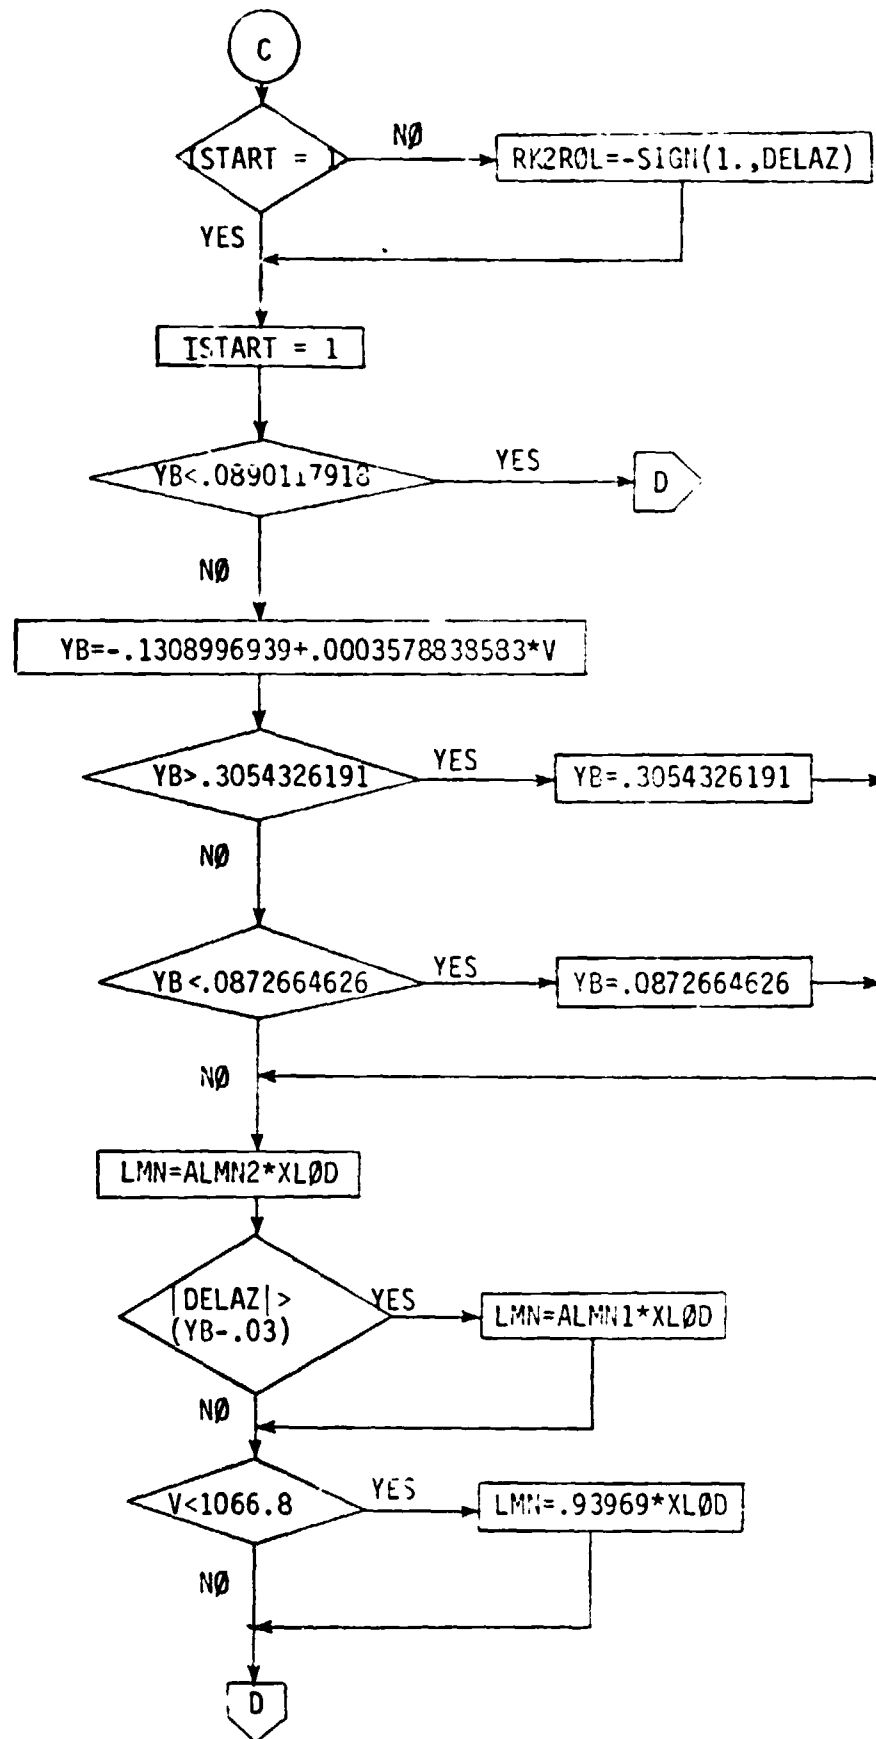 C
ISTART =
NØ
RK2RØL=-SIGN(1.,DELAZ)
YES
ISTART = 1
YB<.0890117918
YES
D
NØ
YB=-.1308996939+.0003578838583*V
YB>.3054326191
YES
YB=.3054326191
NØ
YB<.0872664626
YES
YB=.0872664626
NØ
LMN=ALMN2*XLØD
|DELAZ|>
(YB-.03)
YES
LMN=ALMN1*XLØD
NØ
V<1066.8
YES
LMN=.93969*XLØD
NØ
D